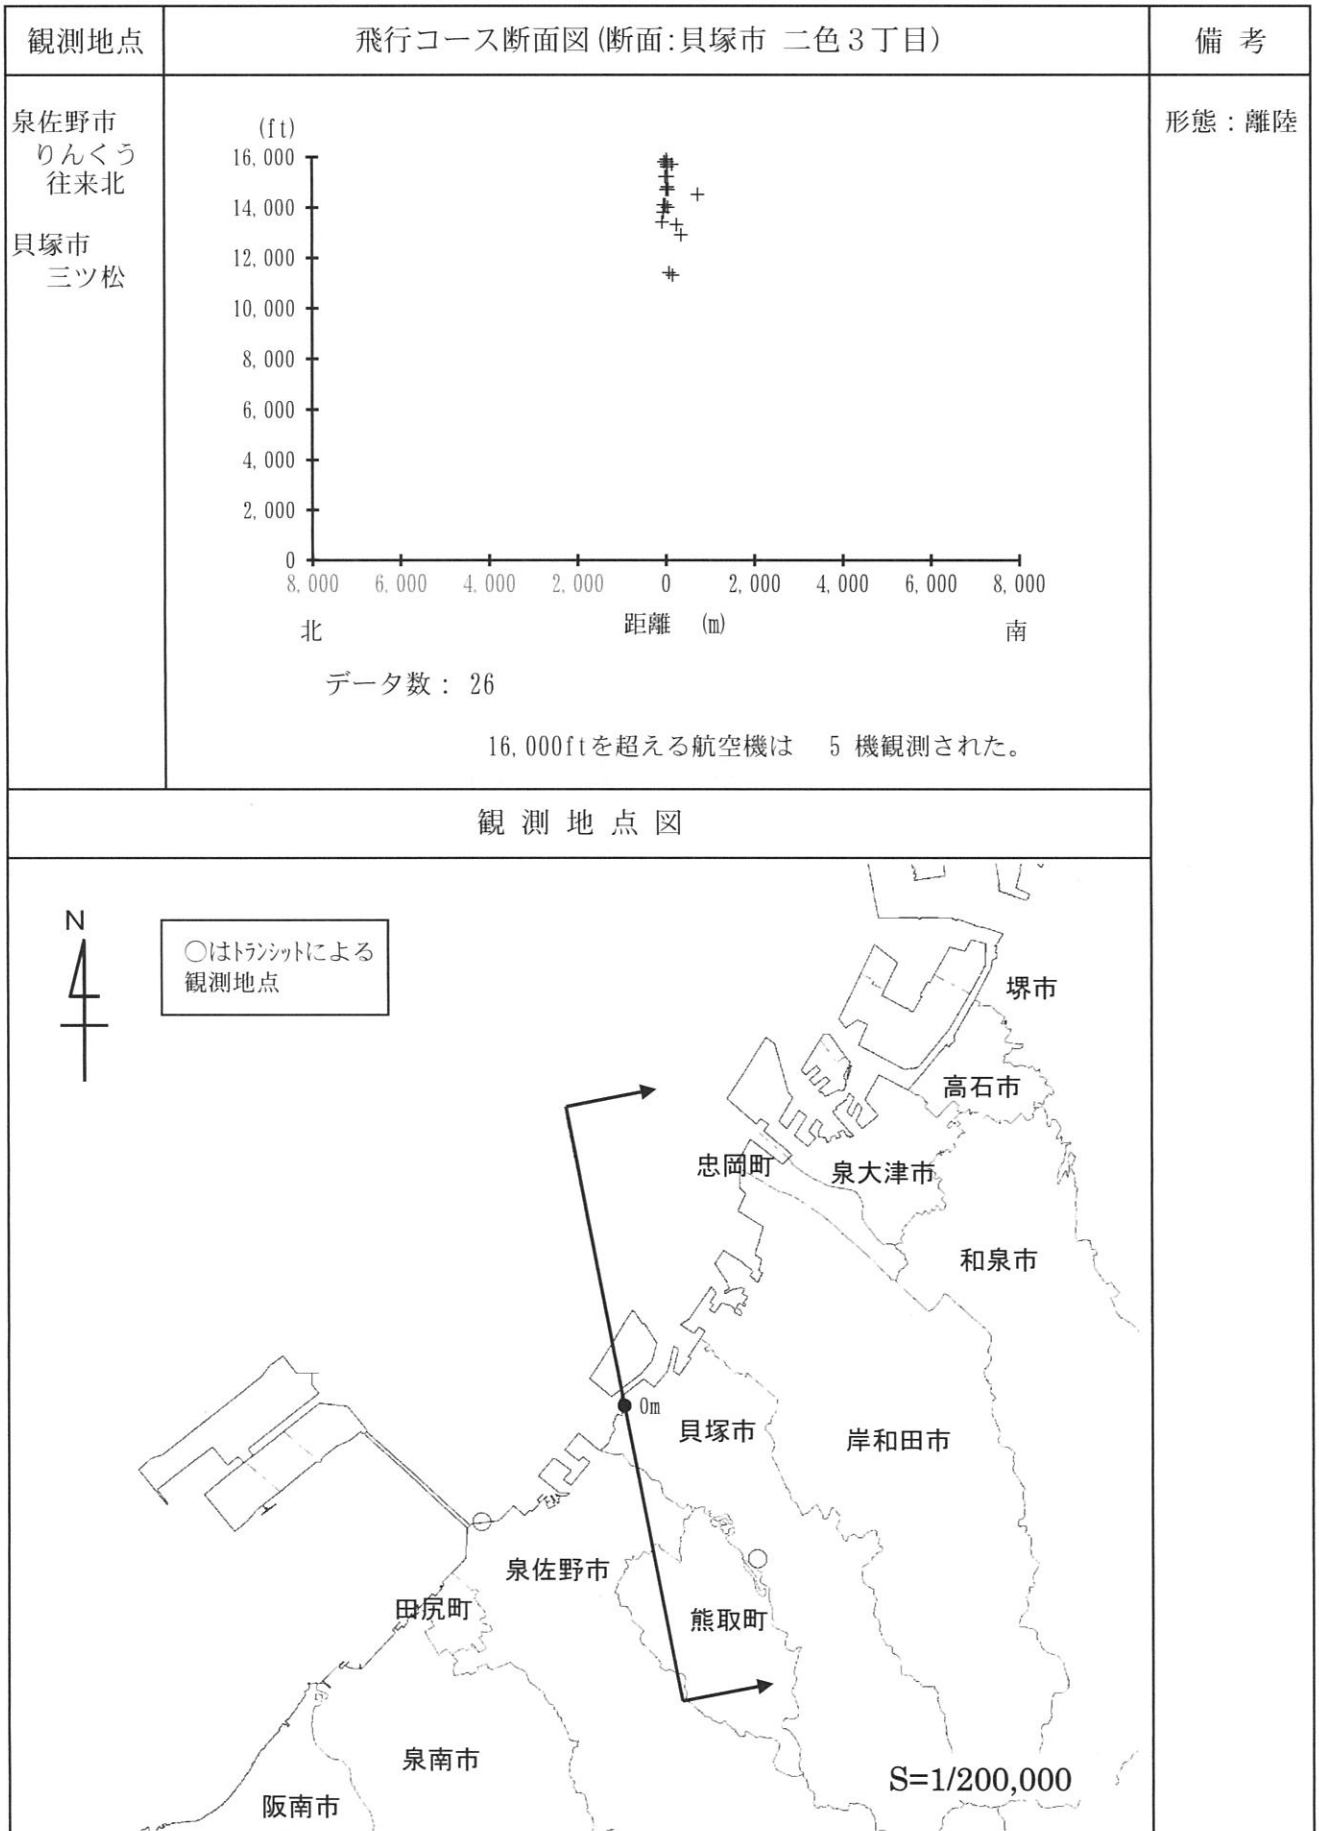 観測地点
飛行コース断面図(断面:貝塚市 二色3丁目)
備 考
泉佐野市
りんくう
往来北
貝塚市
三ツ松
形態:離陸
(ft)
16,000
14,000
12,000
10,000
8,000
6,000
4,000
2,000
0
8,000 6,000 4,000 2,000 0 2,000 4,000 6,000 8,000
北 距離 (m) 南
データ数: 26
16,000ftを超える航空機は 5 機観測された。
観 測 地 点 図
N
○はトランシットによる
観測地点
堺市
高石市
忠岡町
泉大津市
和泉市
0m
貝塚市
岸和田市
泉佐野市
田尻町
熊取町
泉南市
S=1/200,000
阪南市